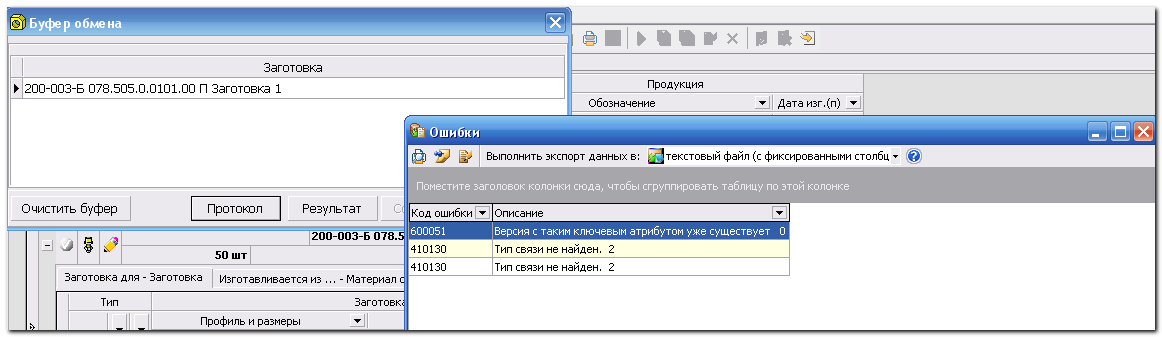 Буфер обмена
Заготовка
200-003-Б 078.505.0.0101.00 П Заготовка 1
Очистить буфер
Протокол
Результат
Продукция
Обозначение
Дата изг.(п)
Ошибки
Выполнить экспорт данных в:
текстовый файл (с фиксированными столбц
Поместите заголовок колонки сюда, чтобы сгруппировать таблицу по этой колонке
Код ошибки Описание
600051 Версия с таким ключевым атрибутом уже существует 0
410130 Тип связи не найден. 2
410130 Тип связи не найден. 2
200-003-Б 078.5
50 шт
Заготовка для - Заготовка
Изготавливается из ... - Материал о
Тип
Заготовка
Профиль и размеры